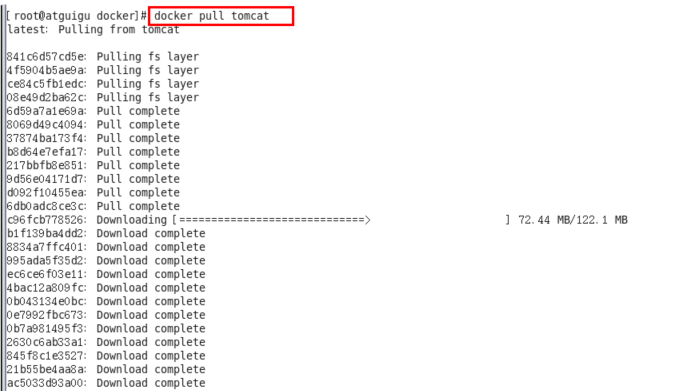 [root@atguigu docker]# docker pull tomcat
latest: Pulling from tomcat
841c6d57cd5e: Pulling fs layer
4f5904b5ae9a: Pulling fs layer
ce84c5fb1edc: Pulling fs layer
08e49d2ba62c: Pulling fs layer
6d59a7a1e69a: Pull complete
8069d49c4094: Pull complete
37874ba173f4: Pull complete
b8d64e7efa17: Pull complete
217bbfb8e851: Pull complete
9d56e04171d7: Pull complete
d092f10455ea: Pull complete
6db0adc8ce3c: Pull complete
c96fcb778526: Downloading [=============================>                     ] 72.44 MB/122.1 MB
b1f139ba4dd2: Download complete
8834a7ffc401: Download complete
995ada5f35d2: Download complete
ec6ce6f03e11: Download complete
4bac12a809fc: Download complete
0b043134e0bc: Download complete
0e7992fbc673: Download complete
0b7a981495f3: Download complete
2630c6ab33a1: Download complete
845f8c1e3527: Download complete
21b55be4aa8a: Download complete
ac5033d93a00: Download complete